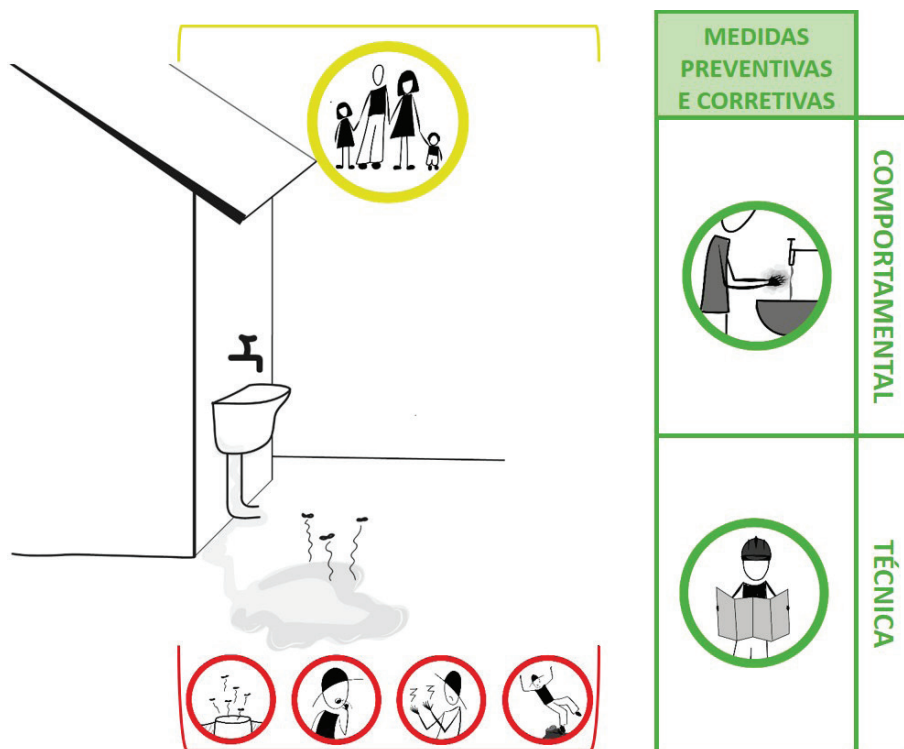 MEDIDAS
PREVENTIVAS
E CORRETIVAS
COMPORTAMENTAL
TÉCNICA